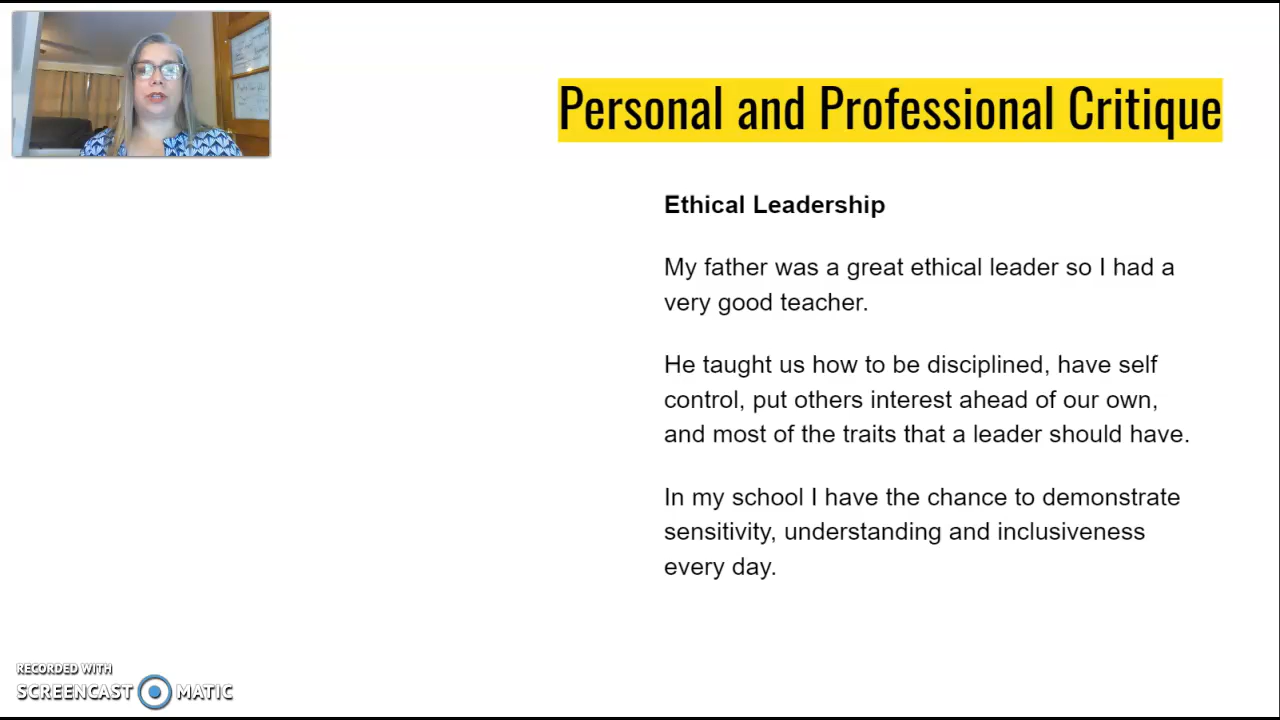 Personal and Professional Critique
Ethical Leadership
My father was a great ethical leader so I had a
very good teacher.
He taught us how to be disciplined, have self
control, put others interest ahead of our own,
and most of the traits that a leader should have.
In my school I have the chance to demonstrate
sensitivity, understanding and inclusiveness
every day.
RECORDED WITH
SCREENCAST MATIC